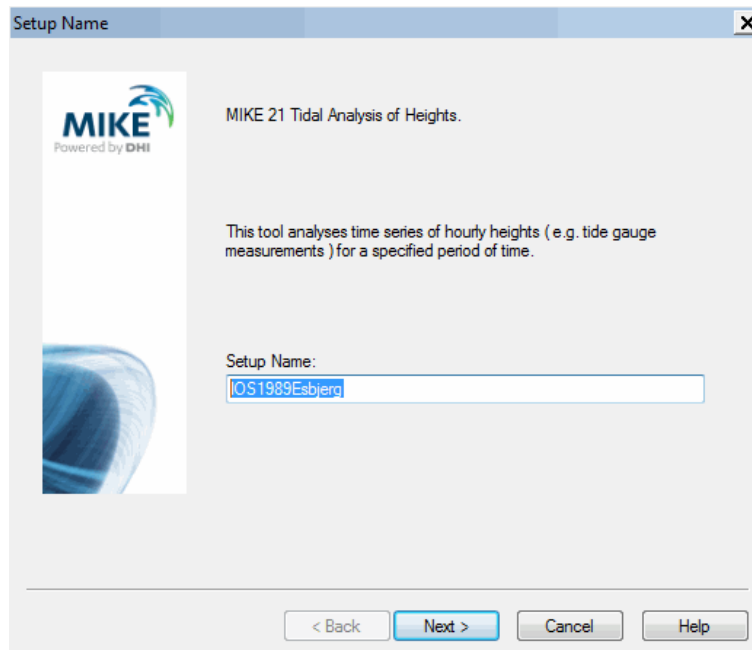 Setup Name
MIKE
Powered by DHI
MIKE 21 Tidal Analysis of Heights.
This tool analyses time series of hourly heights ( e.g. tide gauge
measurements ) for a specified period of time.
Setup Name:
IOS1989Esbjerg
< Back
Next >
Cancel
Help